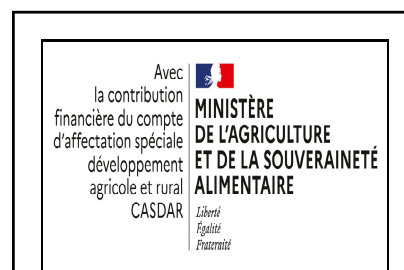 Avec
la contribution
financière du compte
d'affectation spéciale
développement
agricole et rural
CASDAR
MINISTÈRE
DE L'AGRICULTURE
ET DE LA SOUVERAINETÉ
ALIMENTAIRE
Liberté
Égalité
Fraternité